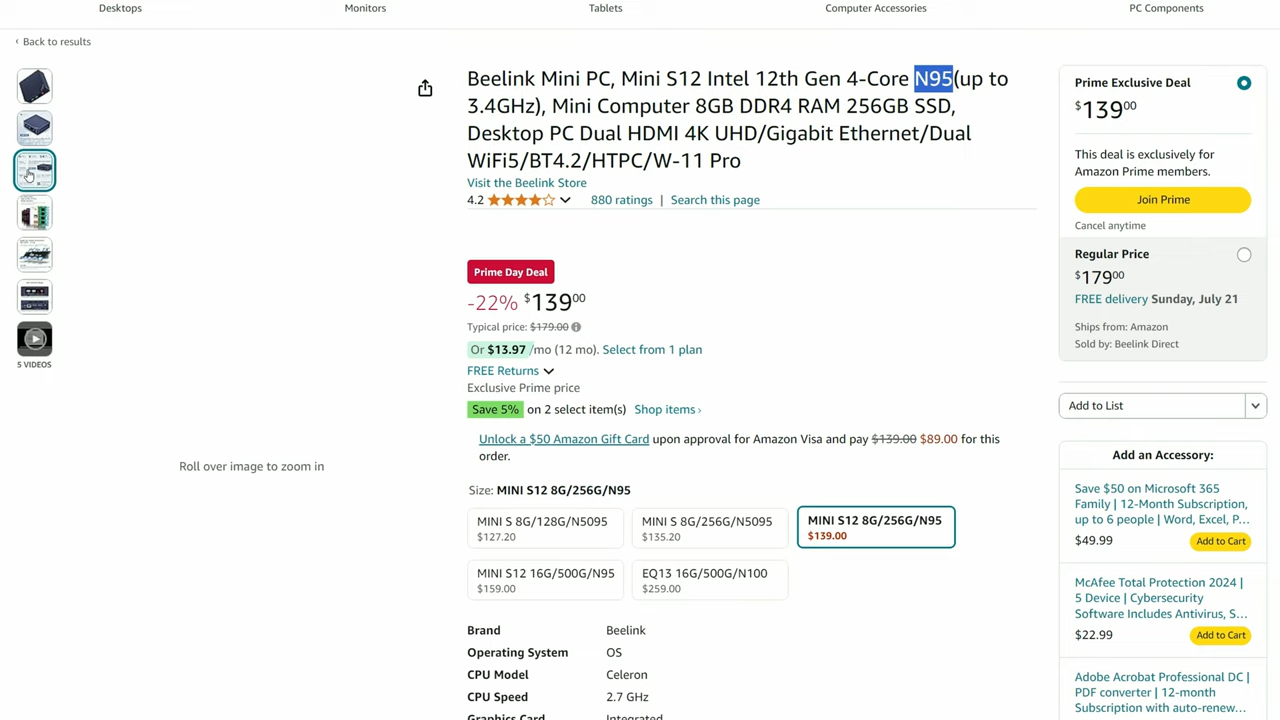 Desktops
Monitors
Tablets
Computer Accessories
PC Components
‹ Back to results
Beelink Mini PC, Mini S12 Intel 12th Gen 4-Core N95(up to
3.4GHz), Mini Computer 8GB DDR4 RAM 256GB SSD,
Desktop PC Dual HDMI 4K UHD/Gigabit Ethernet/Dual
WiFi5/BT4.2/HTPC/W-11 Pro
Visit the Beelink Store
4.2
880 ratings | Search this page
Prime Day Deal
-22% $13900
Typical price: $179.00
Or $13.97 /mo (12 mo). Select from 1 plan
FREE Returns
Exclusive Prime price
Save 5% on 2 select item(s) Shop items ›
Unlock a $50 Amazon Gift Card upon approval for Amazon Visa and pay $139.00 $89.00 for this
order.
Size: MINI S12 8G/256G/N95
MINI S 8G/128G/N5095
$127.20
MINI S 8G/256G/N5095
$135.20
MINI S12 8G/256G/N95
$139.00
MINI S12 16G/500G/N95
$159.00
EQ13 16G/500G/N100
$259.00
Brand Beelink
Operating System OS
CPU Model Celeron
CPU Speed 2.7 GHz
Graphics Card Integrated
5 VIDEOS
Roll over image to zoom in
Prime Exclusive Deal
$13900
This deal is exclusively for
Amazon Prime members.
Join Prime
Cancel anytime
Regular Price
$17900
FREE delivery Sunday, July 21
Ships from: Amazon
Sold by: Beelink Direct
Add to List
Add an Accessory:
Save $50 on Microsoft 365
Family | 12-Month Subscription,
up to 6 people | Word, Excel, P...
$49.99
Add to Cart
McAfee Total Protection 2024 |
5 Device | Cybersecurity
Software Includes Antivirus, S...
$22.99
Add to Cart
Adobe Acrobat Professional DC |
PDF converter | 12-month
Subscription with auto-renew...